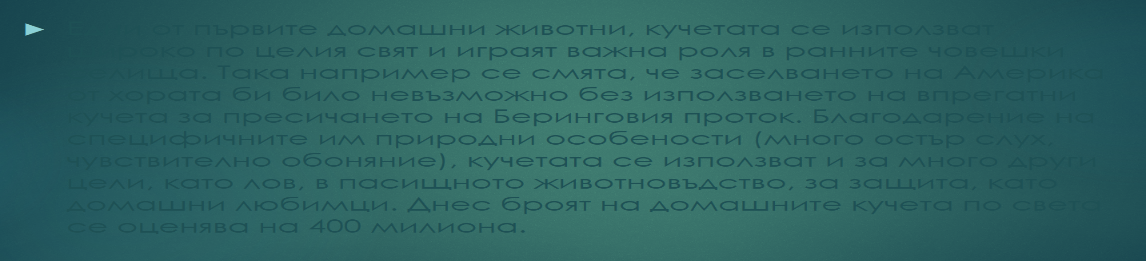 Едни от първите домашни животни, кучетата се използват
широко по целия свят и играят важна роля в ранните човешки
селища. Така например се смята, че заселването на Америка
от хората би било невъзможно без използването на впрегатни
кучета за пресичането на Беринговия проток. Благодарение на
специфичните им природни особености (много остър слух,
чувствително обоняние), кучетата се използват и за много други
цели, като лов, в пасищното животновъдство, за защита, като
домашни любимци. Днес броят на домашните кучета по света
се оценява на 400 милиона.